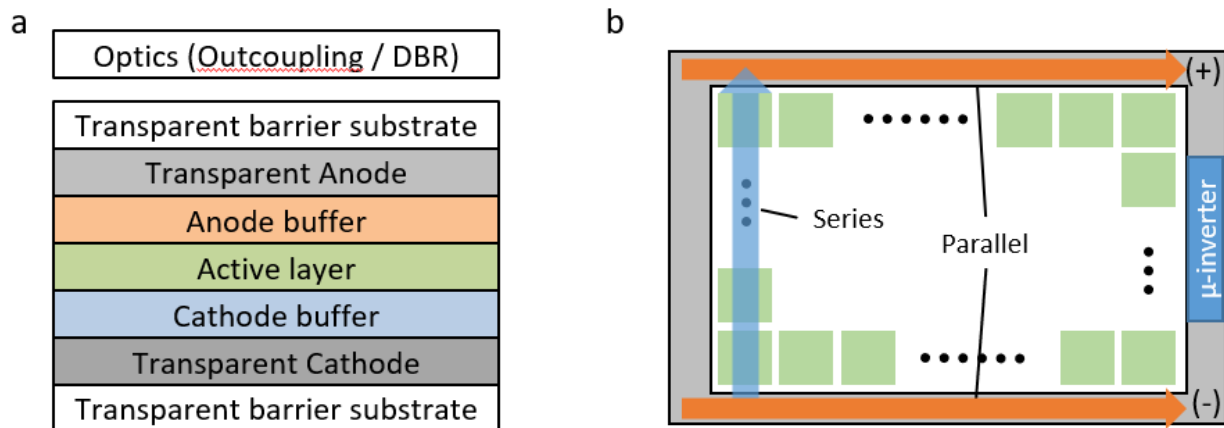 a
Optics (Outcoupling / DBR)
Transparent barrier substrate
Transparent Anode
Anode buffer
Active layer
Cathode buffer
Transparent Cathode
Transparent barrier substrate
b
(+)
Series
Parallel
μ-inverter
(-)